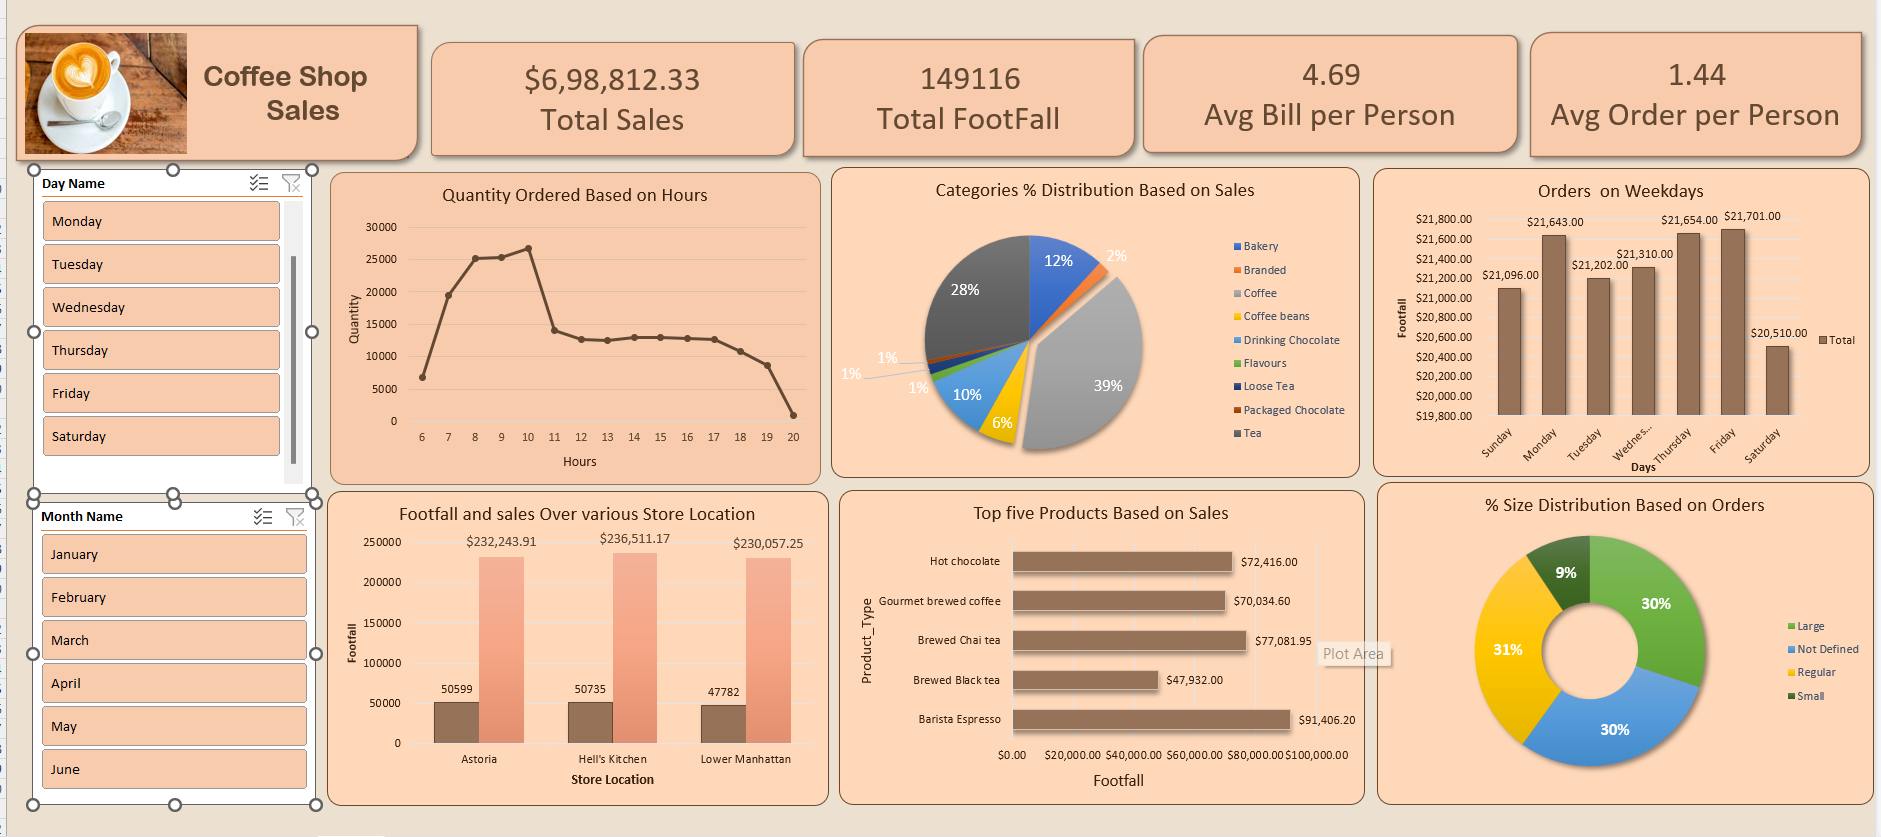 Coffee Shop
Sales
$6,98,812.33
Total Sales
149116
Total FootFall
4.69
Avg Bill per Person
1.44
Avg Order per Person
Day Name
Monday
Tuesday
Wednesday
Thursday
Friday
Saturday
Month Name
January
February
March
April
May
June
Quantity Ordered Based on Hours
Quantity
30000
25000
20000
15000
10000
5000
0
6 7 8 9 10 11 12 13 14 15 16 17 18 19 20
Hours
Categories % Distribution Based on Sales
12%
2%
39%
6%
10%
1%
1%
1%
28%
Bakery
Branded
Coffee
Coffee beans
Drinking Chocolate
Flavours
Loose Tea
Packaged Chocolate
Tea
Orders on Weekdays
Footfall
$21,800.00
$21,600.00
$21,400.00
$21,200.00
$21,000.00
$20,800.00
$20,600.00
$20,400.00
$20,200.00
$20,000.00
$19,800.00
$21,096.00
$21,643.00
$21,202.00
$21,310.00
$21,654.00
$21,701.00
$20,510.00
Sunday
Monday
Tuesday
Wednes...
Thursday
Friday
Saturday
Days
Total
Footfall and sales Over various Store Location
Footfall
250000
200000
150000
100000
50000
0
$232,243.91
$236,511.17
$230,057.25
50599
50735
47782
Astoria Hell's Kitchen Lower Manhattan
Store Location
Top five Products Based on Sales
Product_Type
Hot chocolate $72,416.00
Gourmet brewed coffee $70,034.60
Brewed Chai tea $77,081.95
Brewed Black tea $47,932.00
Barista Espresso $91,406.20
$0.00 $20,000.00 $40,000.00 $60,000.00 $80,000.00 $100,000.00
Footfall
Plot Area
% Size Distribution Based on Orders
9%
30%
31%
30%
Large
Not Defined
Regular
Small